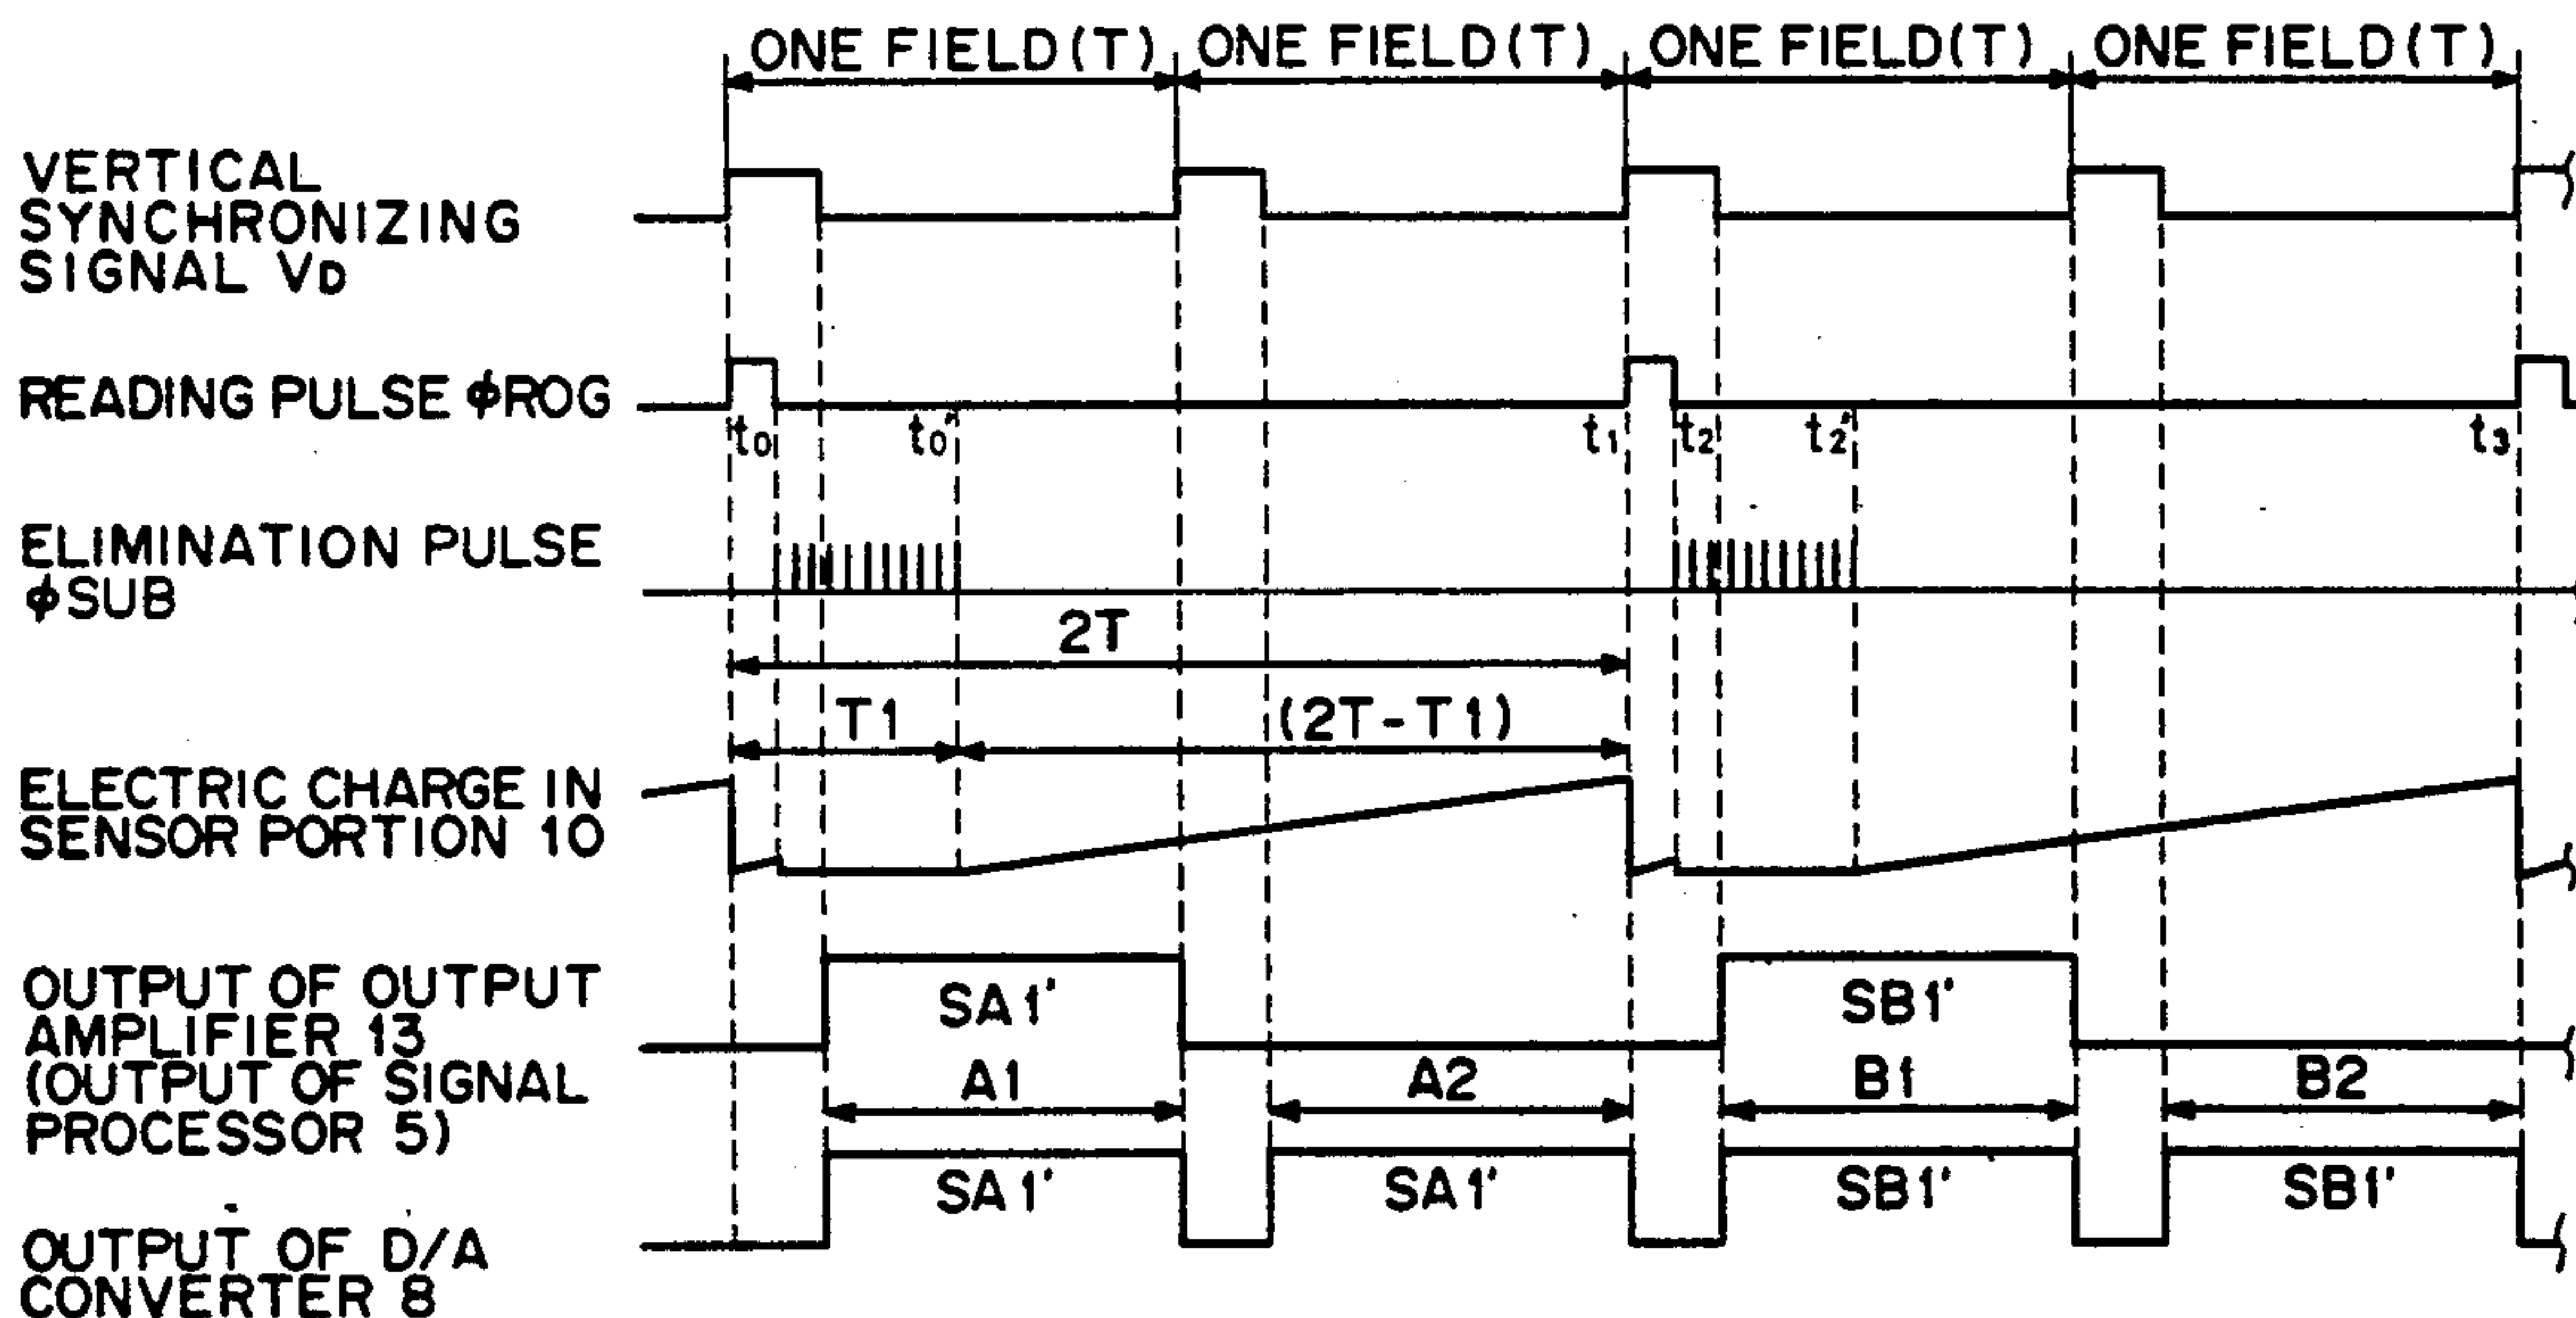 ONE FIELD (T) ONE FIELD (T) ONE FIELD (T) ONE FIELD (T)
VERTICAL
SYNCHRONIZING
SIGNAL VD
READING PULSE ϕROG
t0 t0' t1 t2 t2' t3
ELIMINATION PULSE
ϕSUB
2T
T1 (2T-T1)
ELECTRIC CHARGE IN
SENSOR PORTION 10
OUTPUT OF OUTPUT
AMPLIFIER 13
(OUTPUT OF SIGNAL
PROCESSOR 5)
SA1' SB1'
A1 A2 B1 B2
SA1' SA1' SB1' SB1'
OUTPUT OF D/A
CONVERTER 8